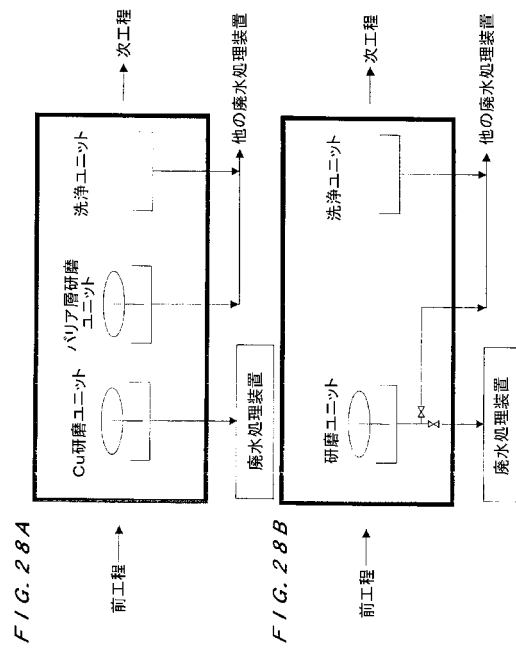 FIG. 28A
前工程
Cu研磨ユニット
バリア層研磨
ユニット
洗浄ユニット
次工程
廃水処理装置
他の廃水処理装置
FIG. 28B
前工程
研磨ユニット
洗浄ユニット
次工程
廃水処理装置
他の廃水処理装置